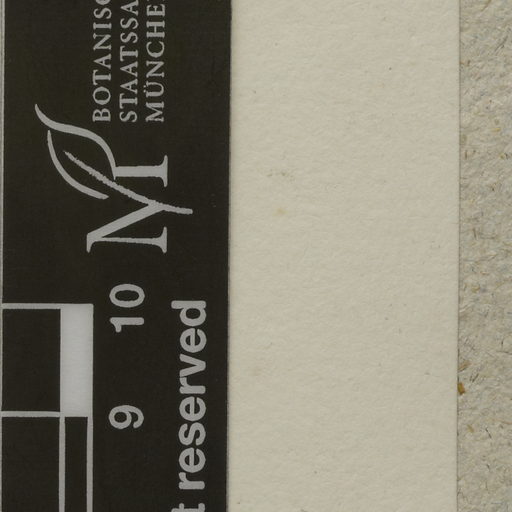 BOTANISC
STAATSSA
MÜNCHE
M
9 10
t reserved